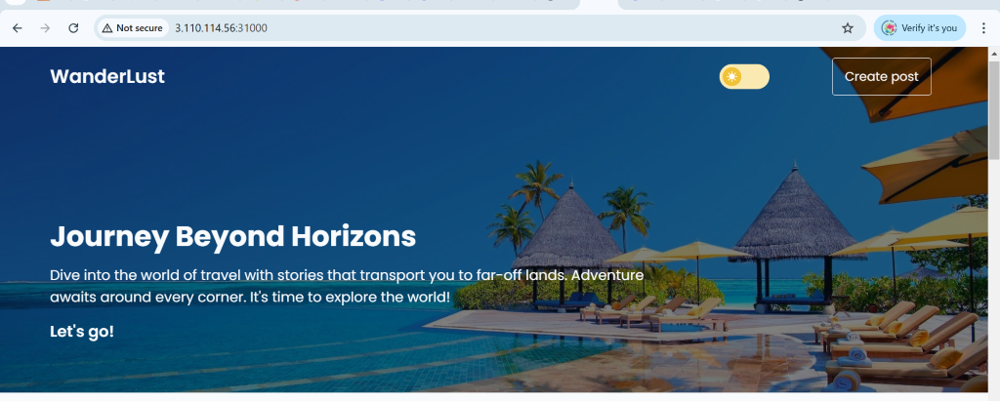 Not secure
3.110.114.56:31000
Verify it's you
WanderLust
Create post
Journey Beyond Horizons
Dive into the world of travel with stories that transport you to far-off lands. Adventure
awaits around every corner. It's time to explore the world!
Let's go!